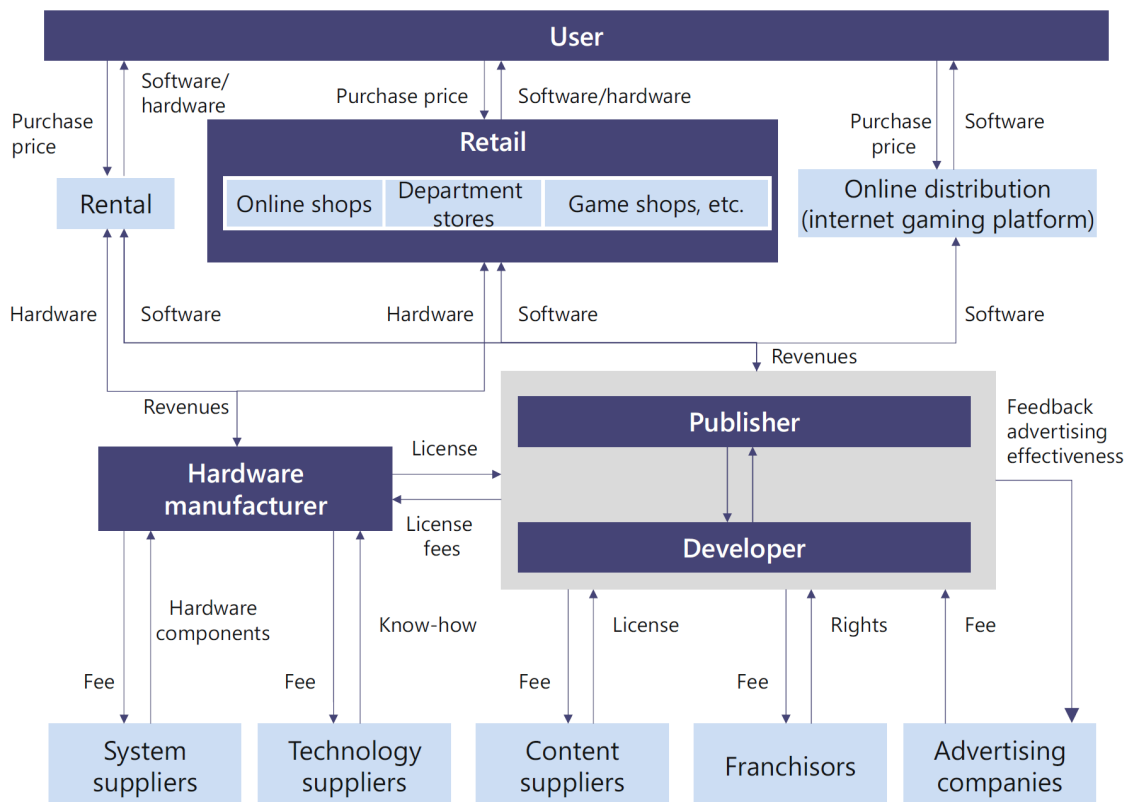 User
Software/
hardware
Purchase price
Software/hardware
Purchase
price
Purchase
price
Software
Retail
Rental
Online shops
Department
stores
Game shops, etc.
Online distribution
(internet gaming platform)
Hardware
Software
Hardware
Software
Software
Revenues
Revenues
Publisher
Feedback
advertising
effectiveness
License
Hardware
manufacturer
License
fees
Developer
Hardware
components
Know-how
License
Rights
Fee
Fee
Fee
Fee
Fee
System
suppliers
Technology
suppliers
Content
suppliers
Franchisors
Advertising
companies